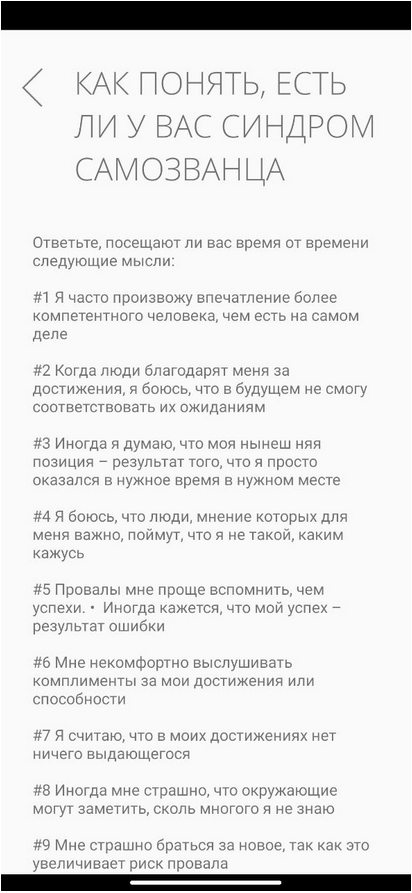 КАК ПОНЯТЬ, ЕСТЬ
ЛИ У ВАС СИНДРОМ
САМОЗВАНЦА
Ответьте, посещают ли вас время от времени
следующие мысли:
#1 Я часто произвожу впечатление более
компетентного человека, чем есть на самом
деле
#2 Когда люди благодарят меня за
достижения, я боюсь, что в будущем не смогу
соответствовать их ожиданиям
#3 Иногда я думаю, что моя нынеш няя
позиция – результат того, что я просто
оказался в нужное время в нужном месте
#4 Я боюсь, что люди, мнение которых для
меня важно, поймут, что я не такой, каким
кажусь
#5 Провалы мне проще вспомнить, чем
успехи. • Иногда кажется, что мой успех –
результат ошибки
#6 Мне некомфортно выслушивать
комплименты за мои достижения или
способности
#7 Я считаю, что в моих достижениях нет
ничего выдающегося
#8 Иногда мне страшно, что окружающие
могут заметить, сколь многого я не знаю
#9 Мне страшно браться за новое, так как это
увеличивает риск провала